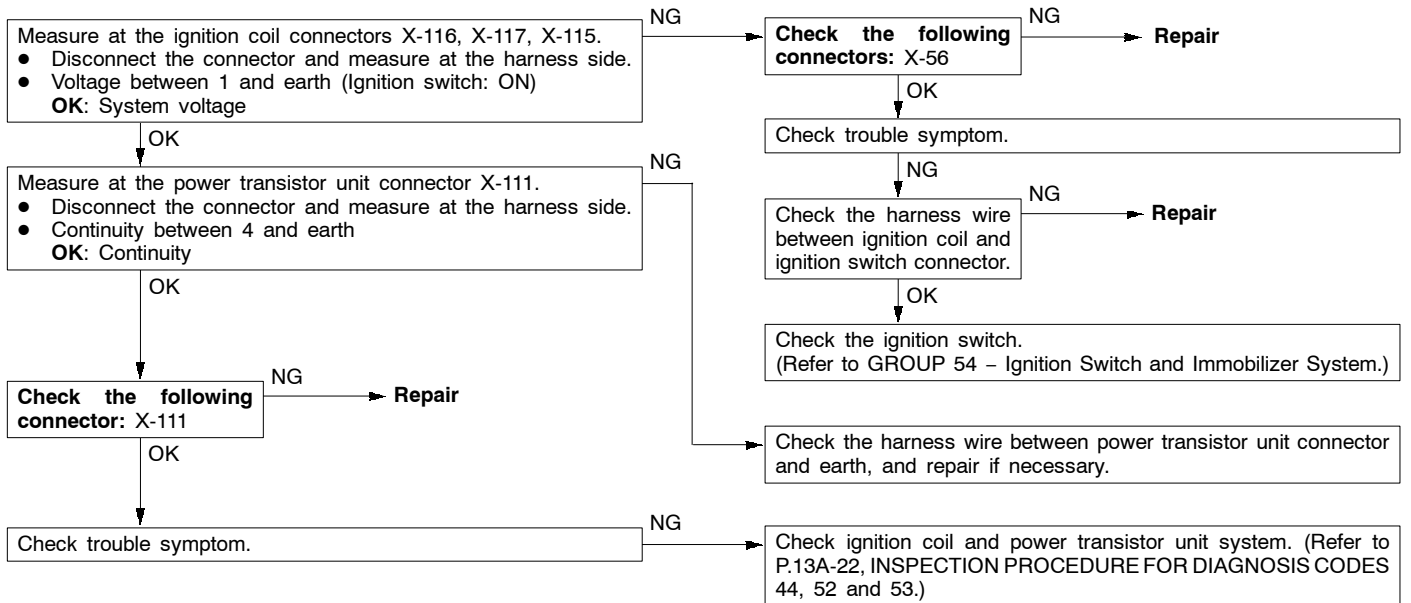 Measure at the ignition coil connectors X-116, X-117, X-115.
● Disconnect the connector and measure at the harness side.
● Voltage between 1 and earth (Ignition switch: ON)
OK: System voltage
NG
Check the following
connectors: X-56
NG
Repair
OK
Check trouble symptom.
NG
Check the harness wire
between ignition coil and
ignition switch connector.
NG
Repair
OK
Check the ignition switch.
(Refer to GROUP 54 – Ignition Switch and Immobilizer System.)
OK
Measure at the power transistor unit connector X-111.
● Disconnect the connector and measure at the harness side.
● Continuity between 4 and earth
OK: Continuity
NG
Check the harness wire between power transistor unit connector
and earth, and repair if necessary.
OK
Check the following
connector: X-111
NG
Repair
OK
Check trouble symptom.
NG
Check ignition coil and power transistor unit system. (Refer to
P.13A-22, INSPECTION PROCEDURE FOR DIAGNOSIS CODES
44, 52 and 53.)